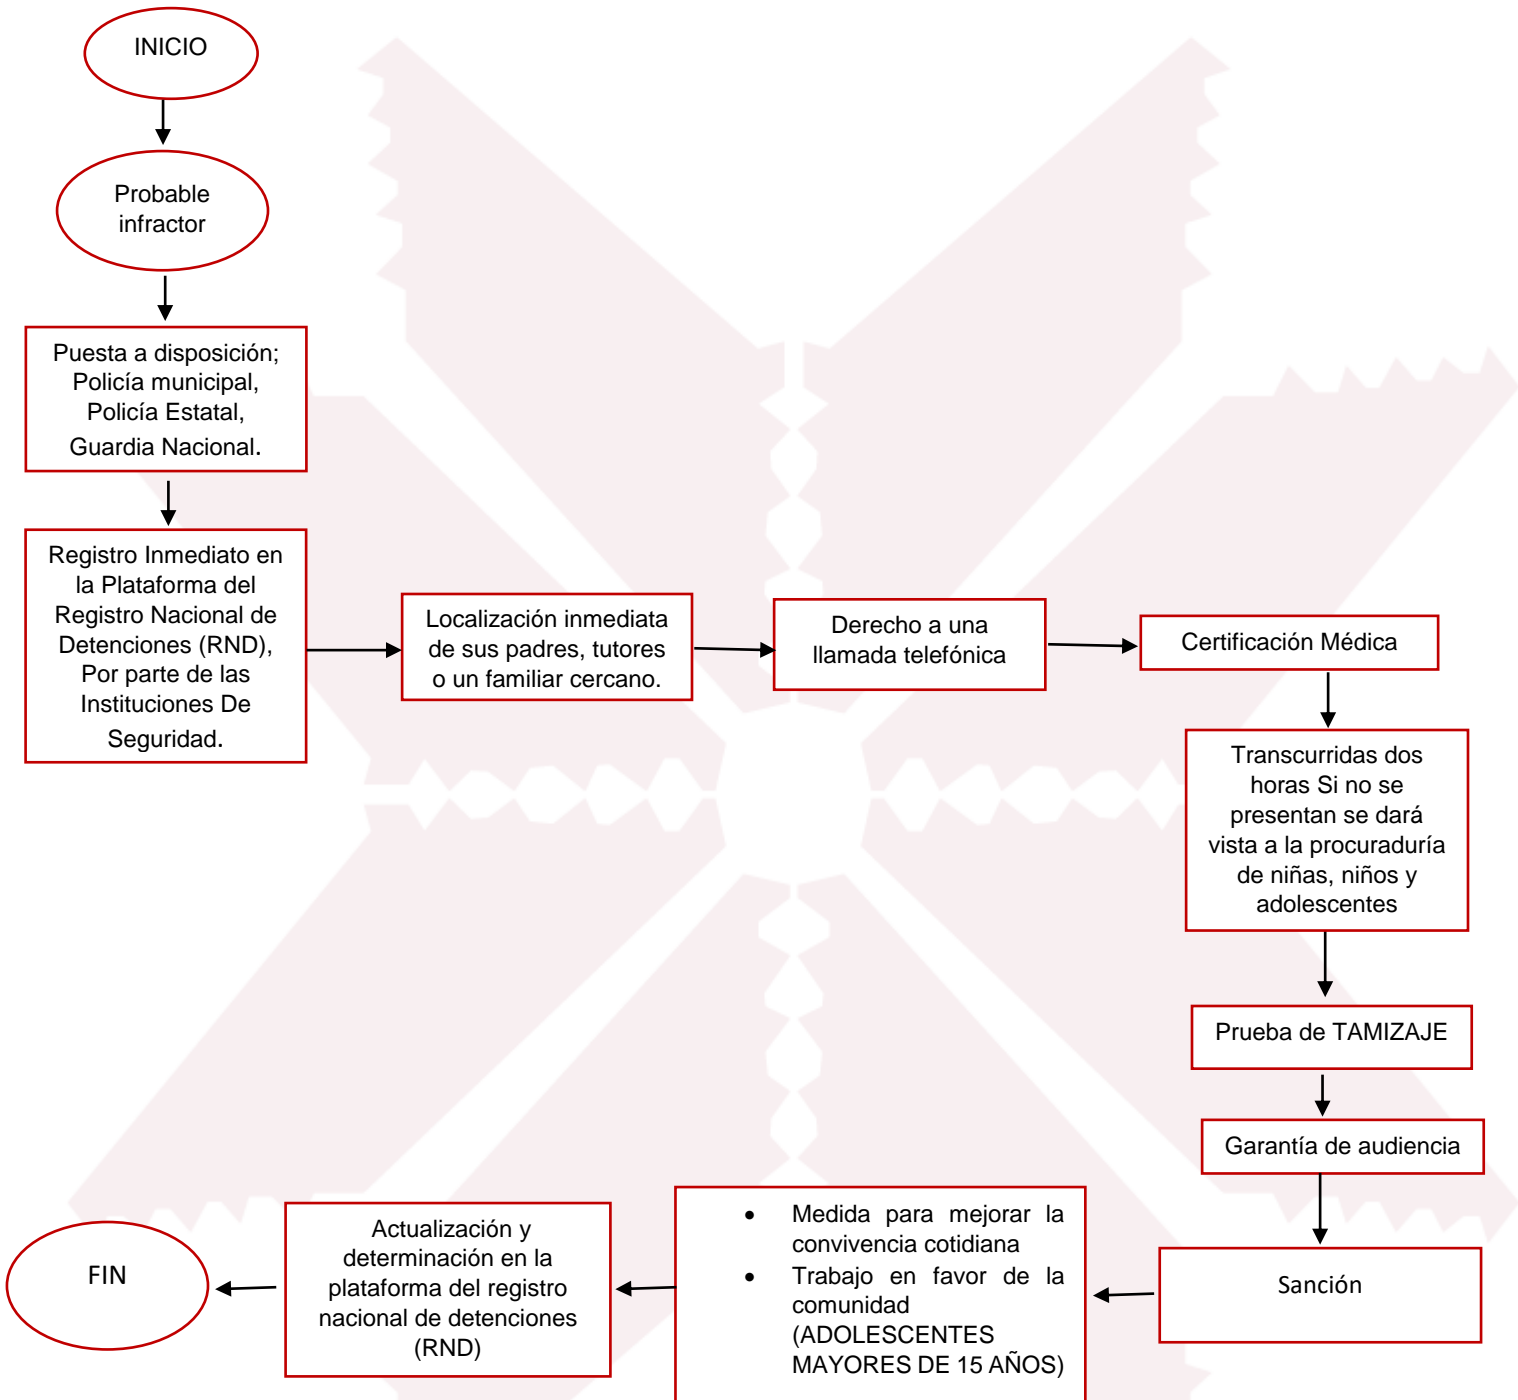 INICIO
Probable
infractor
Puesta a disposición;
Policía municipal,
Policía Estatal,
Guardia Nacional.
Registro Inmediato en
la Plataforma del
Registro Nacional de
Detenciones (RND),
Por parte de las
Instituciones De
Seguridad.
Localización inmediata
de sus padres, tutores
o un familiar cercano.
Derecho a una
llamada telefónica
Certificación Médica
Transcurridas dos
horas Si no se
presentan se dará
vista a la procuraduría
de niñas, niños y
adolescentes
Prueba de TAMIZAJE
Garantía de audiencia
Sanción
• Medida para mejorar la
convivencia cotidiana
• Trabajo en favor de la
comunidad
(ADOLESCENTES
MAYORES DE 15 AÑOS)
Actualización y
determinación en la
plataforma del registro
nacional de detenciones
(RND)
FIN